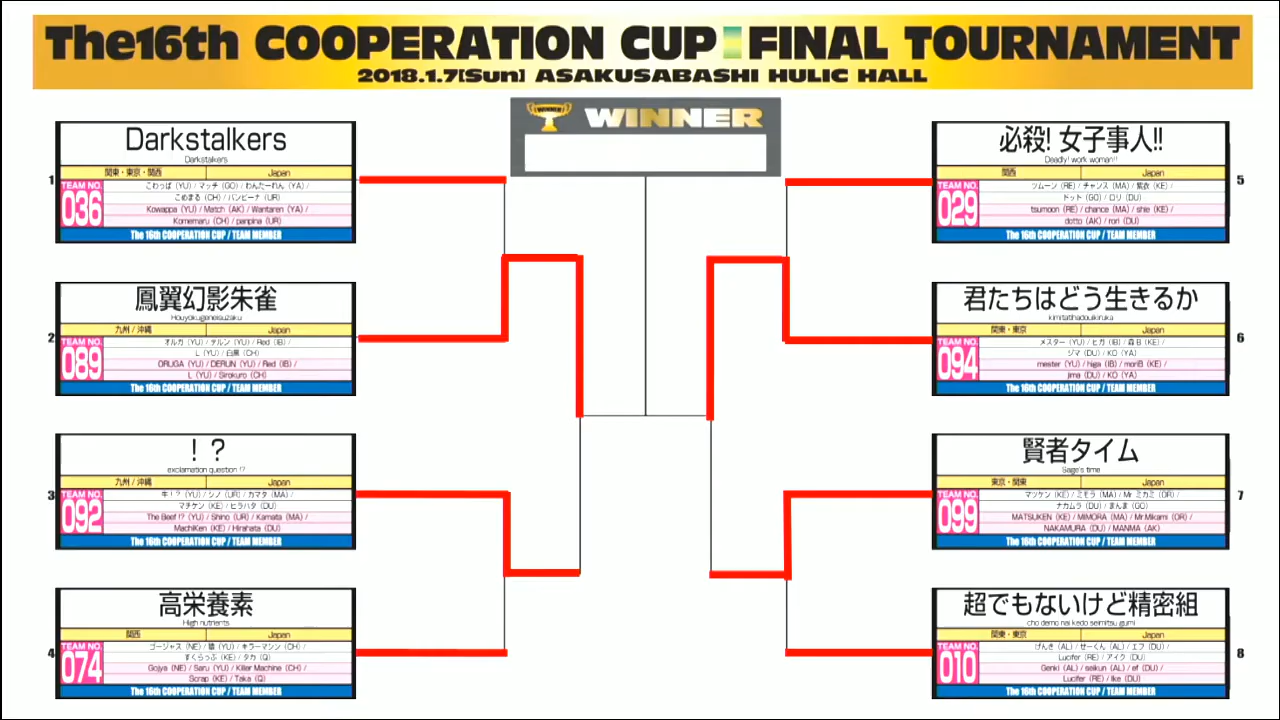 The16th COOPERATION CUP FINAL TOURNAMENT
2018.1.7[Sun] ASAKUSABASHI HULIC HALL
WINNER!
WINNER
1
Darkstalkers
Darkstalkers
関東・東京・関西 Japan
TEAM NO.
036
こわっぱ (YU) / マッチ (GO) / わんたーれん (YA) /
こめまる (CH) / パンピーナ (UR)
Kowappa (YU) / Match (AK) / Wantaren (YA) /
Komemaru (CH) / panpina (UR)
The 16th COOPERATION CUP / TEAM MEMBER
2
鳳翼幻影朱雀
Houyokugeneisuzaku
九州 / 沖縄 Japan
TEAM NO.
089
オルガ (YU) / デルン (YU) / Red (IB) /
L (YU) / 白黒 (CH)
ORUGA (YU) / DERUN (YU) / Red (IB) /
L (YU) / Sirokuro (CH)
The 16th COOPERATION CUP / TEAM MEMBER
3
！？
exclamation question !?
九州 / 沖縄 Japan
TEAM NO.
092
牛！？ (YU) / シノ (UR) / カマタ (MA) /
マチケン (KE) / ヒラハタ (DU)
The Beef !? (YU) / Shino (UR) / Kamata (MA) /
MachiKen (KE) / Hirahata (DU)
The 16th COOPERATION CUP / TEAM MEMBER
4
高栄養素
High nutrients
関西 Japan
TEAM NO.
074
ゴージャス (NE) / 猿 (YU) / キラーマシン (CH) /
すくらっぷ (KE) / タカ (Q)
Gojya (NE) / Saru (YU) / Killer Machine (CH) /
Scrap (KE) / Taka (Q)
The 16th COOPERATION CUP / TEAM MEMBER
5
必殺! 女子事人!!
Deadly! work woman!!
関西 Japan
TEAM NO.
029
ツムーン (RE) / チャンス (MA) / 紫衣 (KE) /
ドット (GO) / ロリ (DU)
tsumoon (RE) / chance (MA) / shie (KE) /
dotto (AK) / rori (DU)
The 16th COOPERATION CUP / TEAM MEMBER
6
君たちはどう生きるか
kimitatihadouikiruka
関東・東京 Japan
TEAM NO.
094
メスター (YU) / ヒガ (IB) / 森B (KE) /
ジマ (DU) / KO (YA)
mester (YU) / higa (IB) / moriB (KE) /
jima (DU) / KO (YA)
The 16th COOPERATION CUP / TEAM MEMBER
7
賢者タイム
Sage's time
東京・関東 Japan
TEAM NO.
099
マツケン (KE) / ミモラ (MA) / Mr ミカミ (OR) /
ナカムラ (DU) / まんま (GO)
MATSUKEN (KE) / MIMORA (MA) / Mr.Mikami (OR) /
NAKAMURA (DU) / MANMA (AK)
The 16th COOPERATION CUP / TEAM MEMBER
8
超でもないけど精密組
cho demo nai kedo seimitsu gumi
関東・東京 Japan
TEAM NO.
010
げんき (AL) / せーくん (AL) / エフ (DU) /
Lucifer (RE) / アイク (DU)
Genki (AL) / seikun (AL) / ef (DU) /
Lucifer (RE) / Ike (DU)
The 16th COOPERATION CUP / TEAM MEMBER